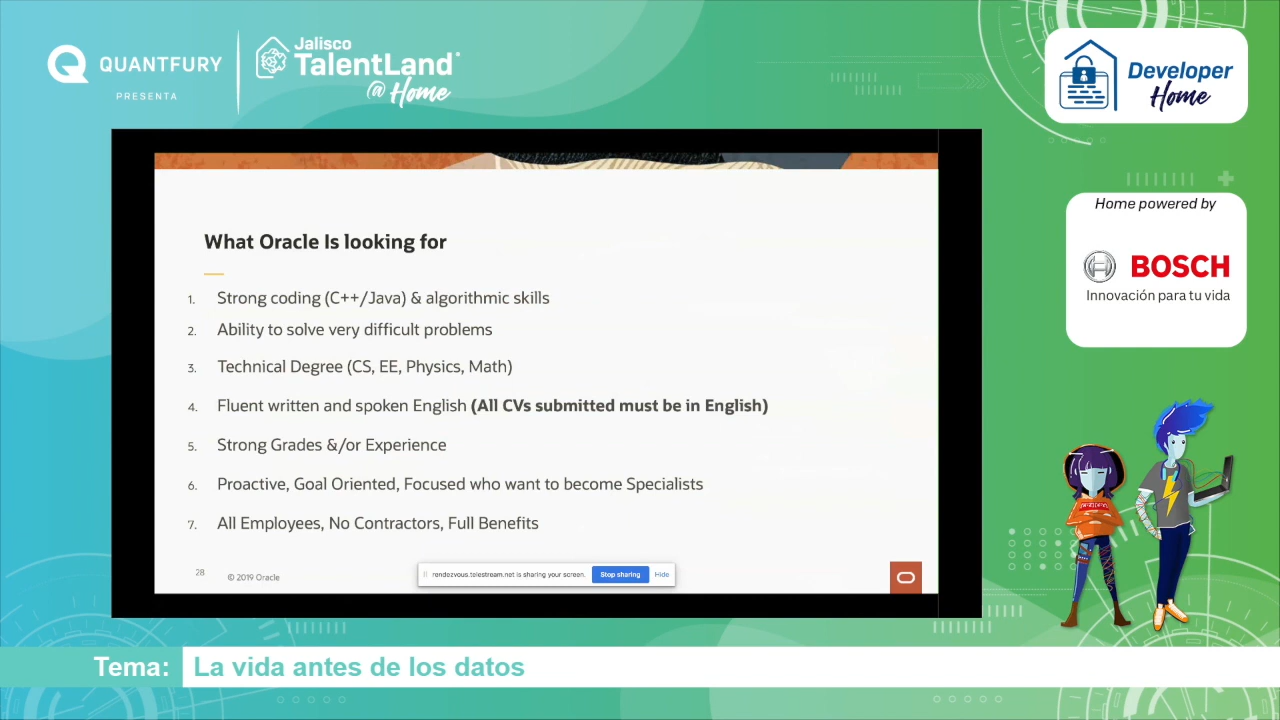 QUANTFURY
PRESENTA
Jalisco
TalentLand
@ Home
Developer
Home
Home powered by
BOSCH
Innovación para tu vida
What Oracle Is looking for
1. Strong coding (C++/Java) & algorithmic skills
2. Ability to solve very difficult problems
3. Technical Degree (CS, EE, Physics, Math)
4. Fluent written and spoken English (All CVs submitted must be in English)
5. Strong Grades &/or Experience
6. Proactive, Goal Oriented, Focused who want to become Specialists
7. All Employees, No Contractors, Full Benefits
28 © 2019 Oracle
rendezvous.telestream.net is sharing your screen. Stop sharing Hide
Tema: La vida antes de los datos